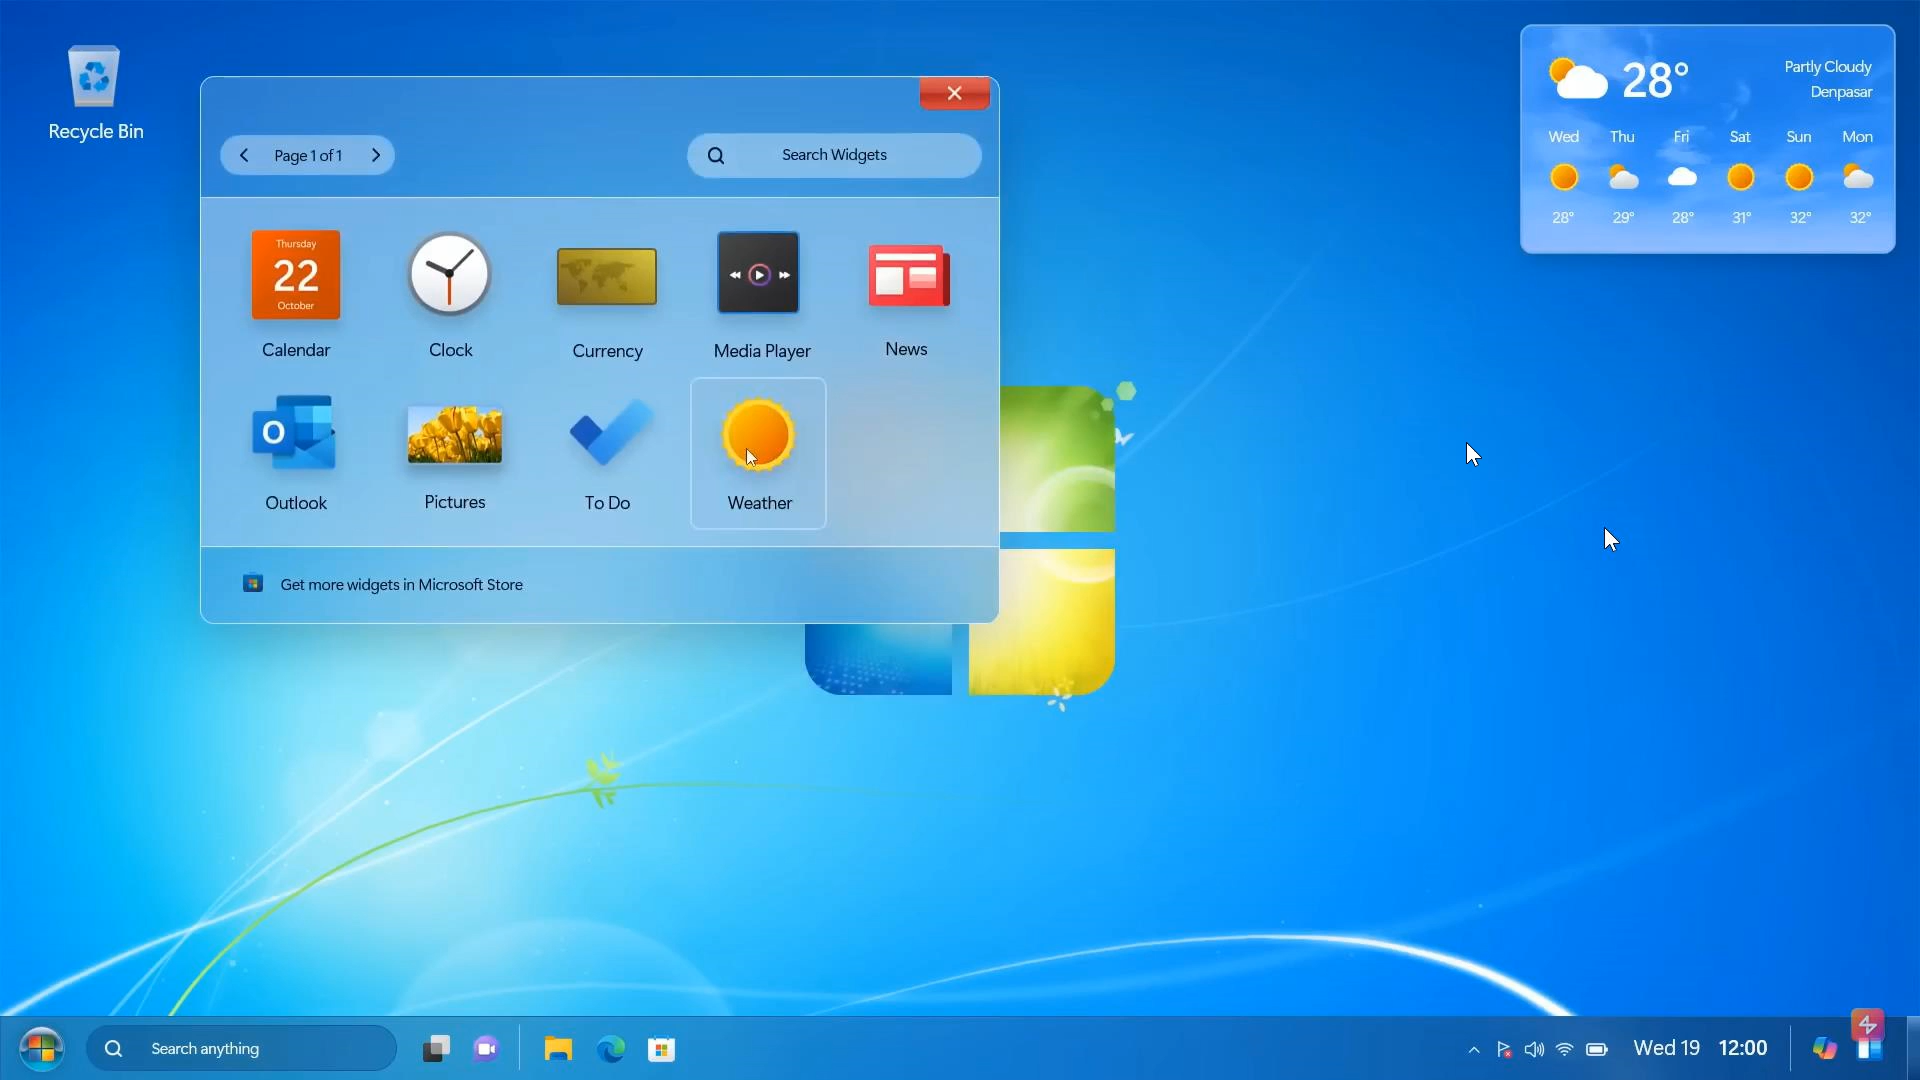 Recycle Bin
Page 1 of 1
Search Widgets
Thursday
22
October
Calendar
Clock
Currency
Media Player
News
O
Outlook
Pictures
To Do
Weather
Get more widgets in Microsoft Store
28°
Partly Cloudy
Denpasar
Wed Thu Fri Sat Sun Mon
28° 29° 28° 31° 32° 32°
Search anything
Wed 19 12:00